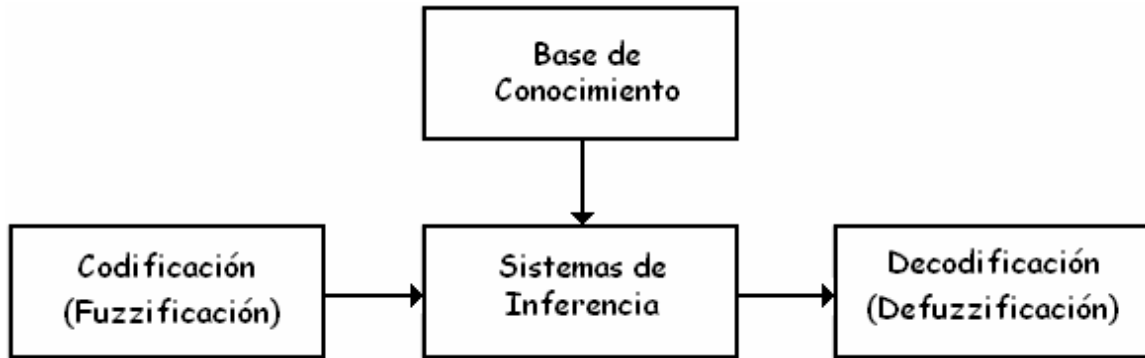 Base de
Conocimiento
Codificación
(Fuzzificación)
Sistemas de
Inferencia
Decodificación
(Defuzzificación)